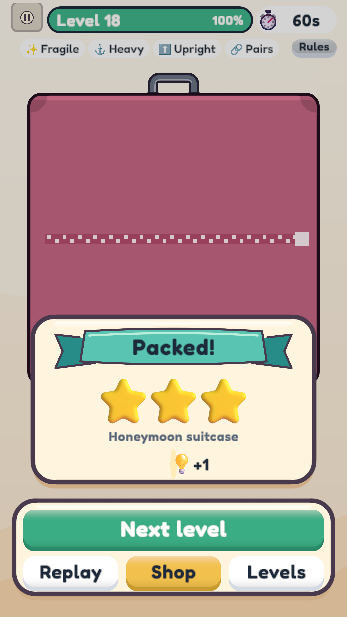 Level 18
100%
60s
Fragile
Heavy
Upright
Pairs
Rules
Packed!
Honeymoon suitcase
+1
Next level
Replay
Shop
Levels